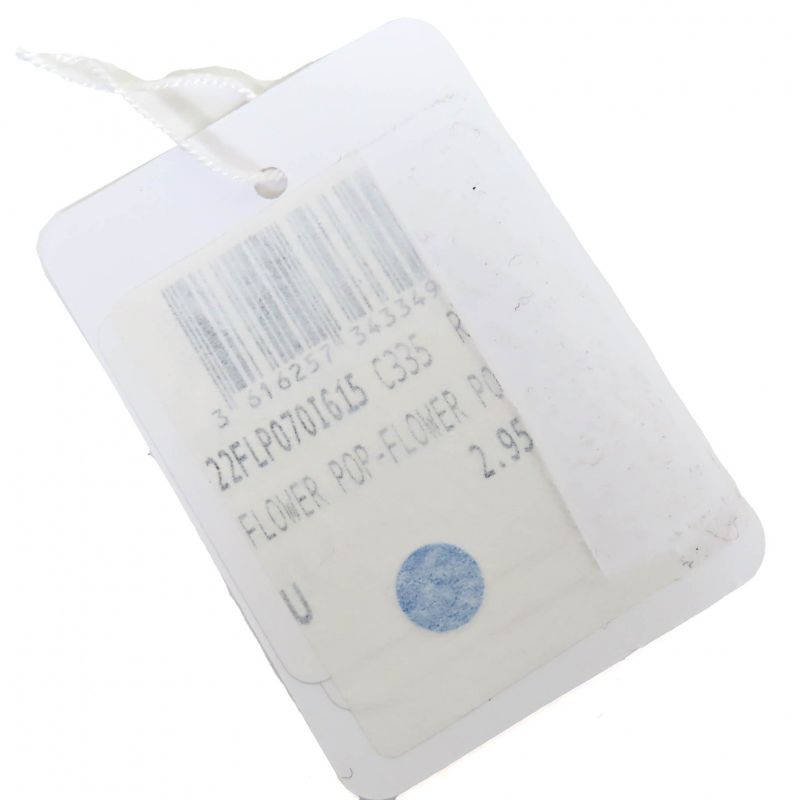 3 616257 343349
22FLP070I615 C335 R
FLOWER POP-FLOWER PO
2.95
U